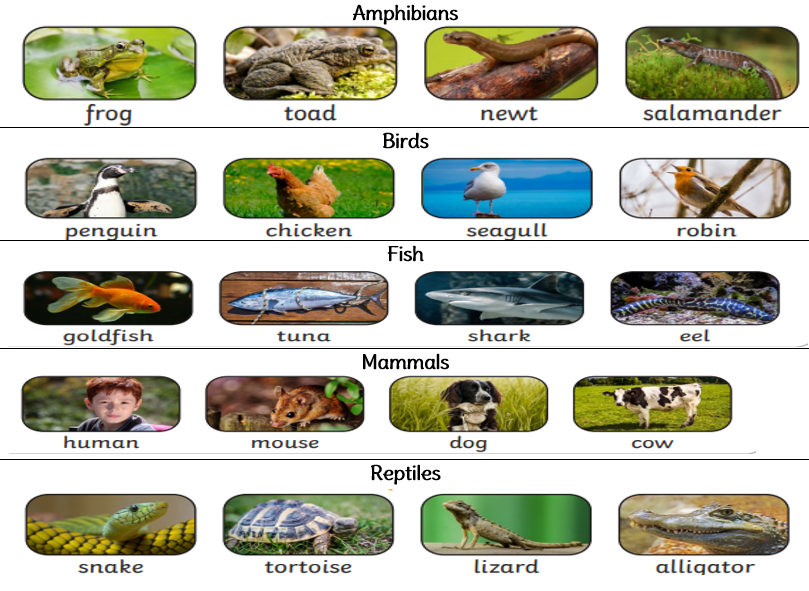 Amphibians
frog toad newt salamander
Birds
penguin chicken seagull robin
Fish
goldfish tuna shark eel
Mammals
human mouse dog cow
Reptiles
snake tortoise lizard alligator